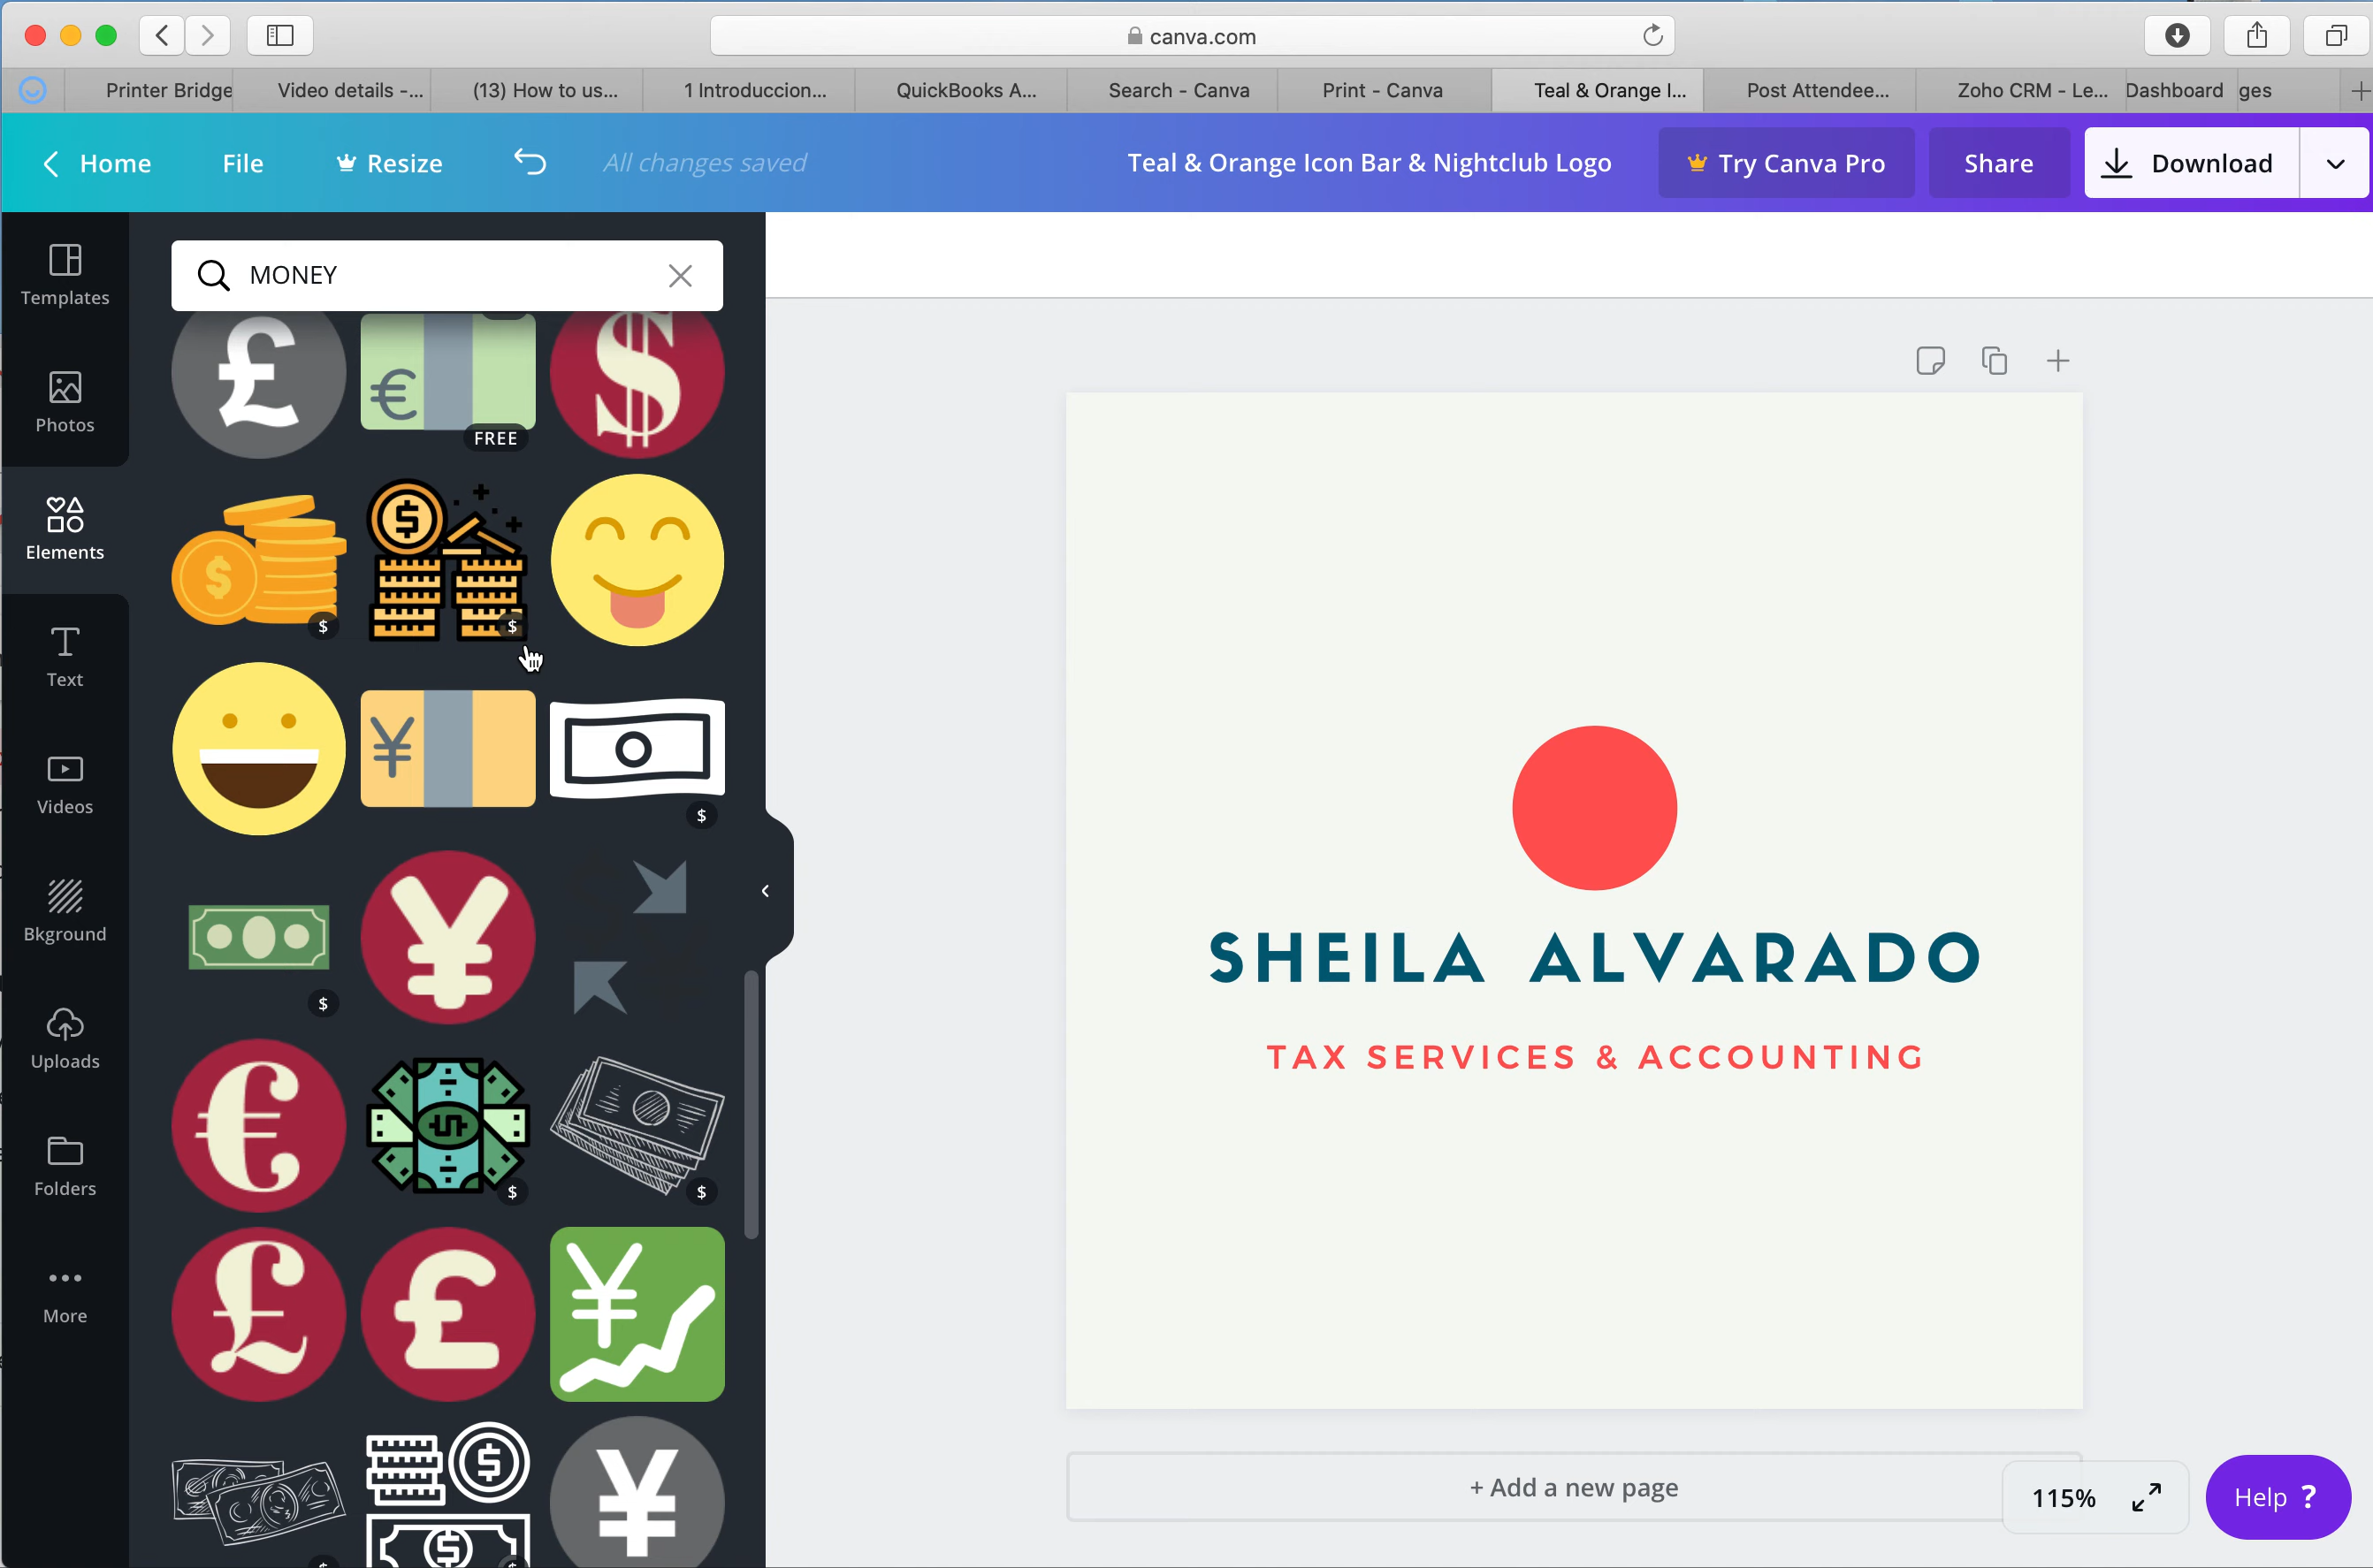 canva.com
Printer Bridge
Video details -...
(13) How to us...
1 Introduccion...
QuickBooks A...
Search - Canva
Print - Canva
Teal & Orange I...
Post Attendee...
Zoho CRM - Le...
Dashboard
ges
Home
File
Resize
All changes saved
Teal & Orange Icon Bar & Nightclub Logo
Try Canva Pro
Share
Download
MONEY
Templates
Photos
Elements
Text
Videos
Bkground
Uploads
Folders
More
£
€
FREE
$
$
$
$
$
¥
$
$
¥
€
$
$
$
£
£
¥
$
$
¥
SHEILA ALVARADO
TAX SERVICES & ACCOUNTING
+ Add a new page
115%
Help ?